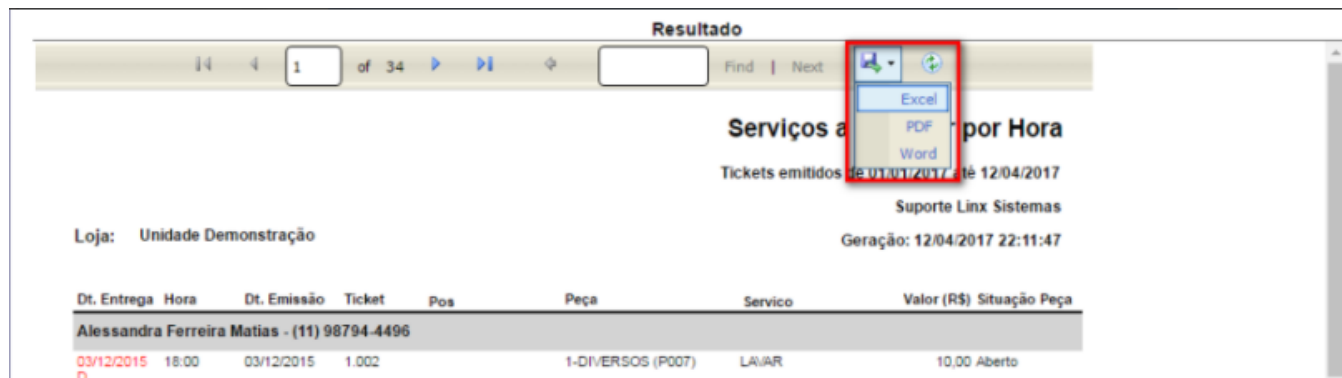 Resultado
1 of 34 Find | Next
Excel
PDF
Word
Serviços a por Hora
Tickets emitidos de 01/01/2017 até 12/04/2017
Suporte Linx Sistemas
Loja: Unidade Demonstração
Geração: 12/04/2017 22:11:47
Dt. Entrega Hora Dt. Emissão Ticket Pos Peça Servico Valor (R$) Situação Peça
Alessandra Ferreira Matias - (11) 98794-4496
03/12/2015 18:00 03/12/2015 1.002 1-DIVERSOS (P007) LAVAR 10,00 Aberto